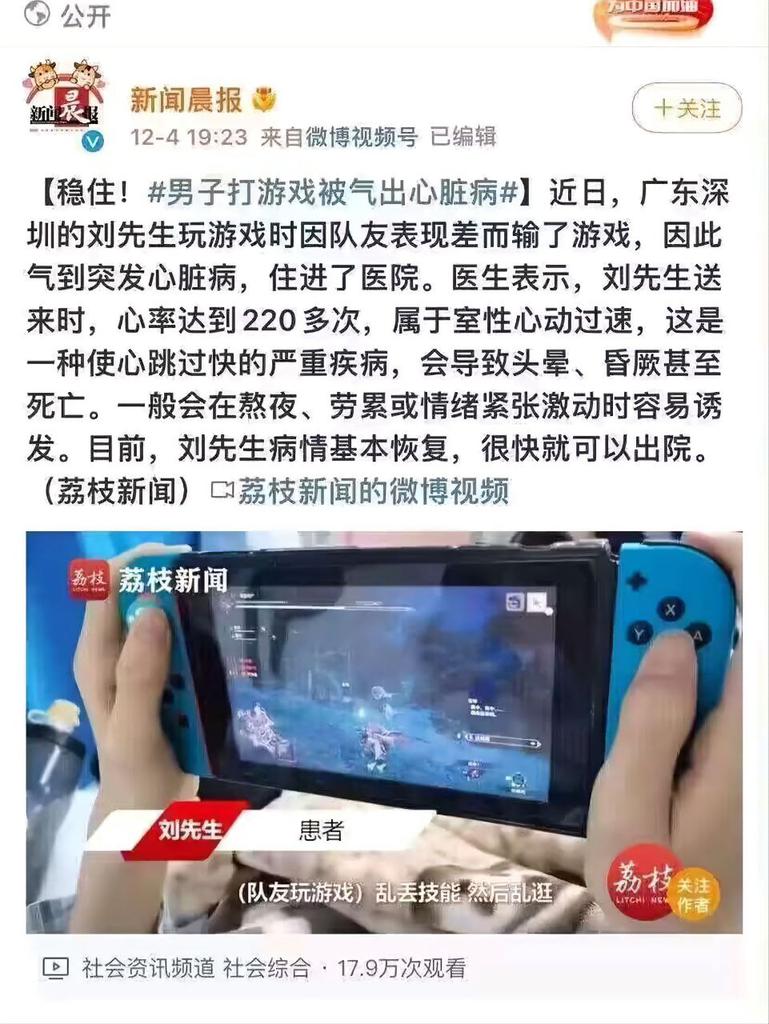 公开
为中国加油
新闻晨报
新闻晨报
+关注
12-4 19:23 来自微博视频号 已编辑
【稳住！#男子打游戏被气出心脏病#】近日，广东深
圳的刘先生玩游戏时因队友表现差而输了游戏，因此
气到突发心脏病，住进了医院。医生表示，刘先生送
来时，心率达到220多次，属于室性心动过速，这是
一种使心跳过快的严重疾病，会导致头晕、昏厥甚至
死亡。一般会在熬夜、劳累或情绪紧张激动时容易诱
发。目前，刘先生病情基本恢复，很快就可以出院。
（荔枝新闻）荔枝新闻的微博视频
荔枝
LITCHI NEWS
荔枝新闻
X
Y
A
刘先生
患者
（队友玩游戏）乱丢技能 然后乱逛
荔枝
LITCHI NEW
关注
作者
社会资讯频道 社会综合 · 17.9万次观看